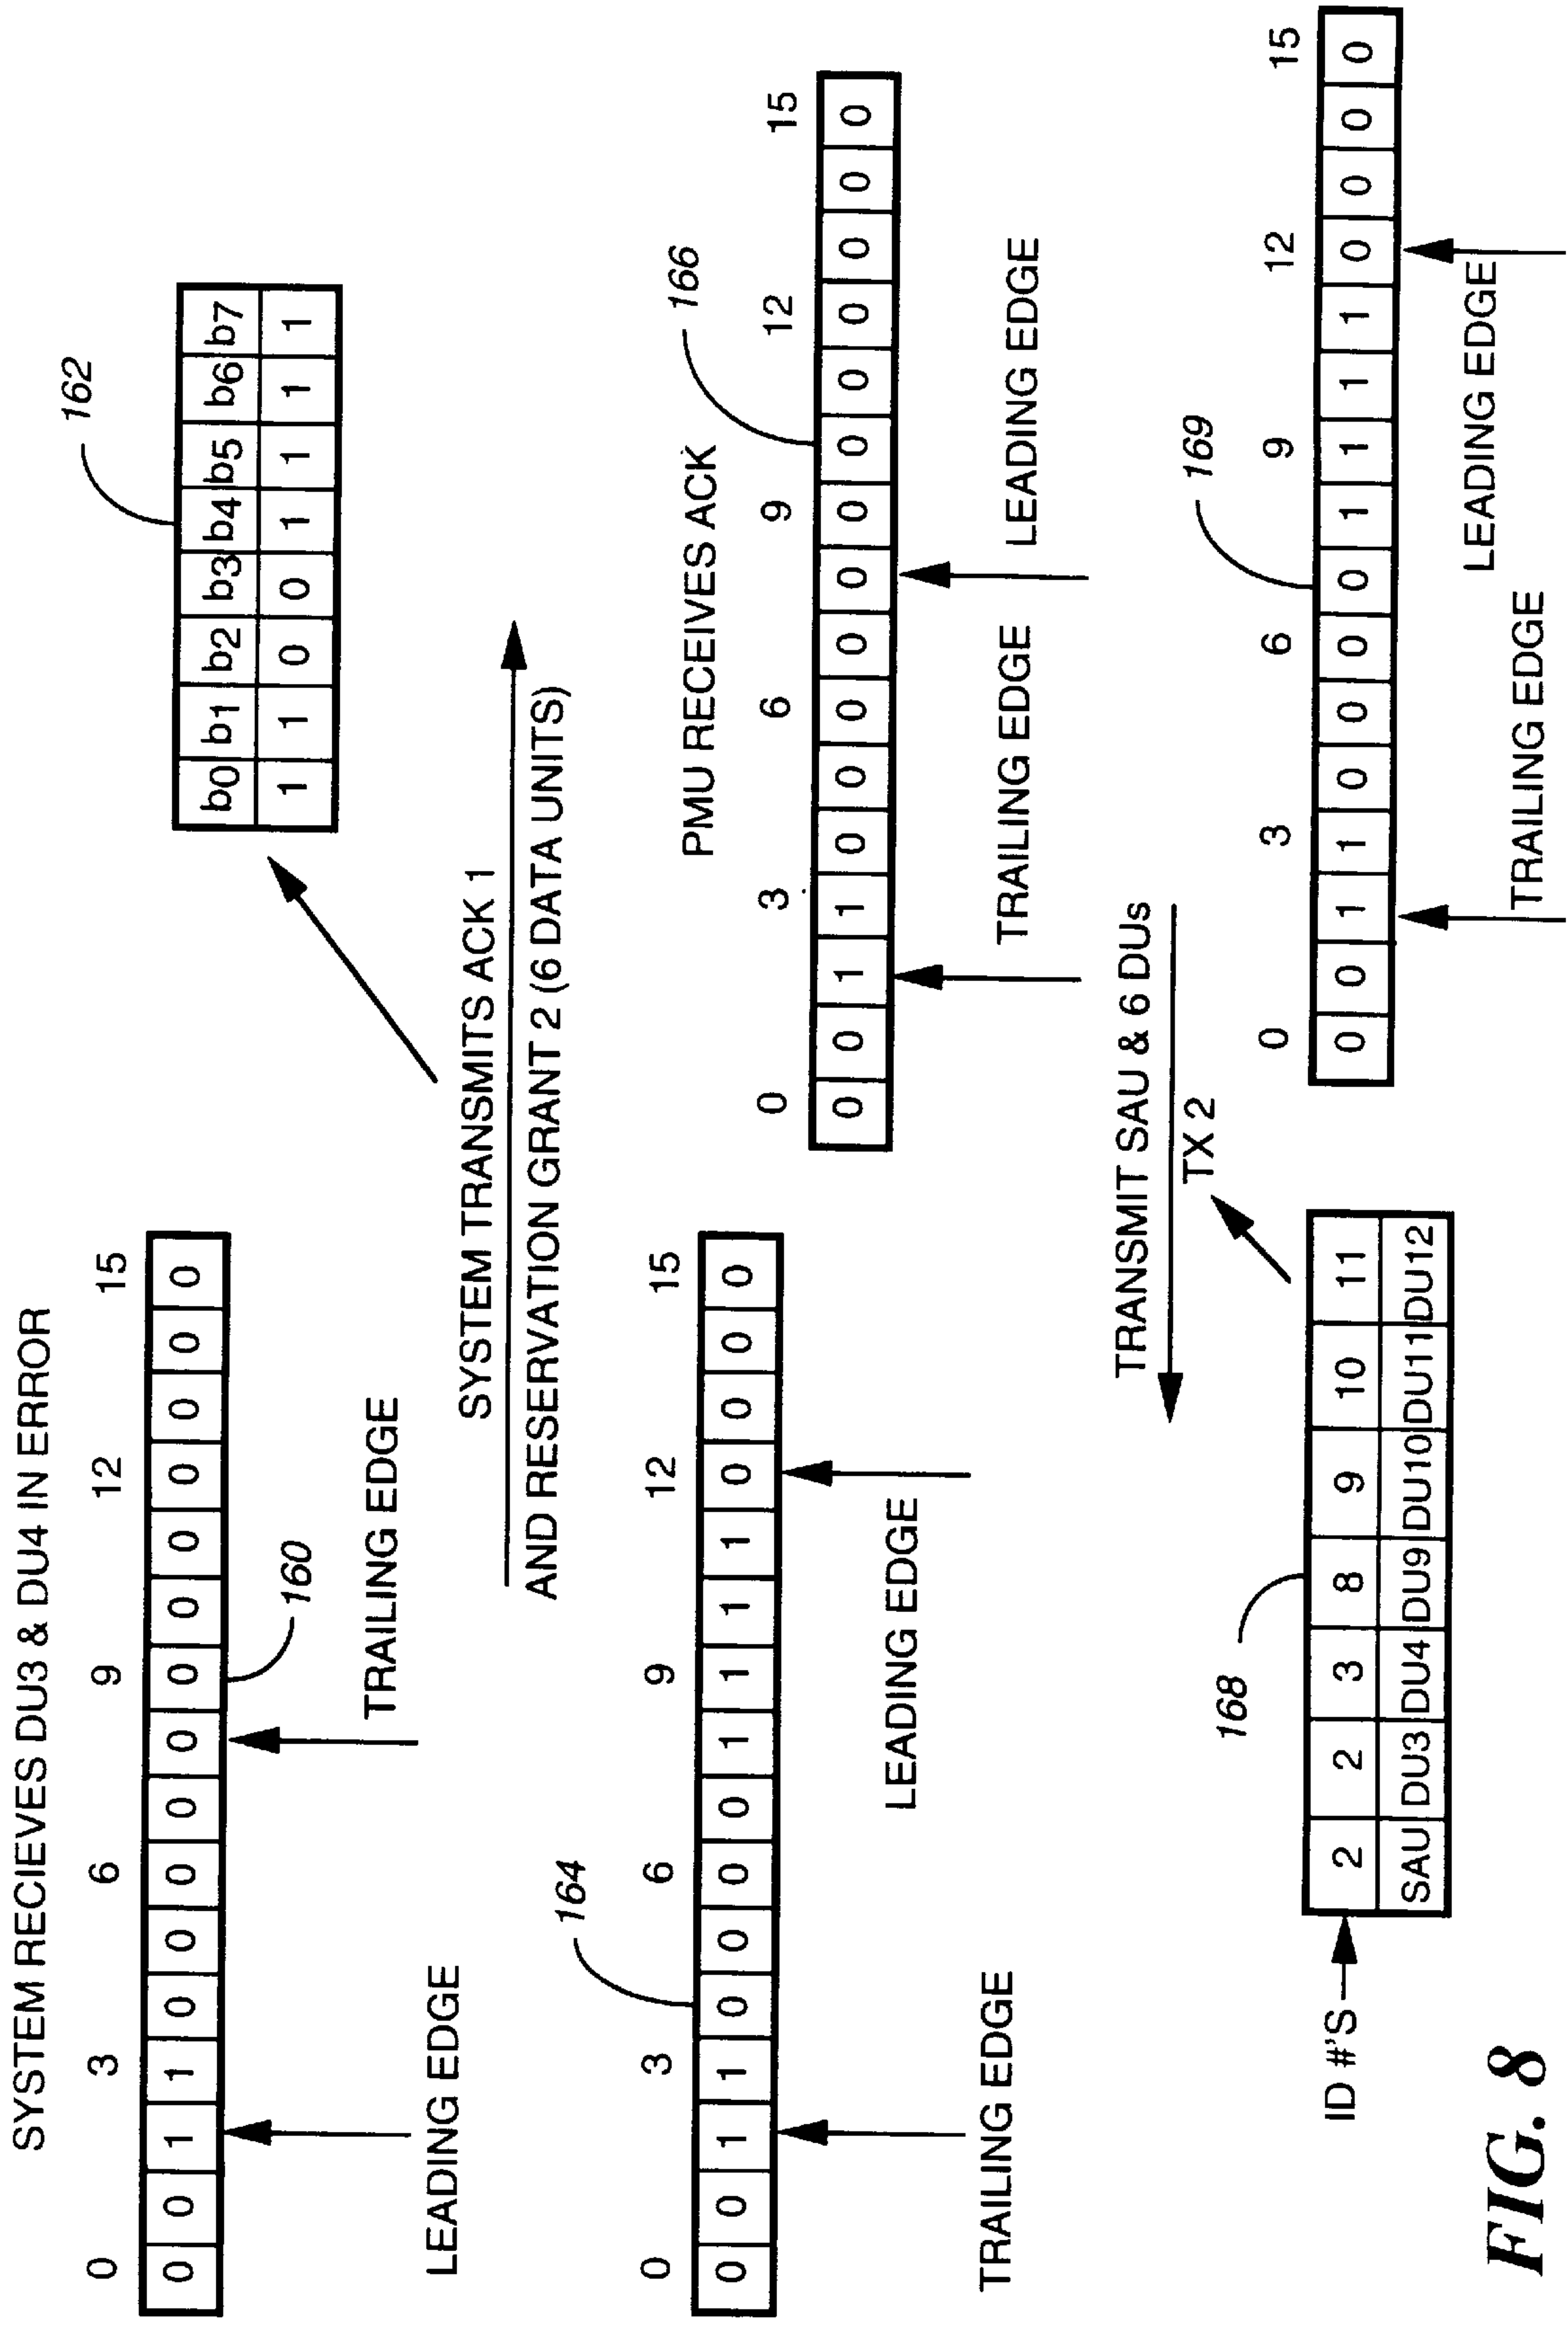 SYSTEM RECIEVES DU3 & DU4 IN ERROR
0 3 6 9 12 15
0 0 1 1 0 0 0 0 0 0 0 0 0 0 0 0
LEADING EDGE
TRAILING EDGE
160
162
b0 b1 b2 b3 b4 b5 b6 b7
1 1 0 0 1 1 1 1
SYSTEM TRANSMITS ACK 1
AND RESERVATION GRANT 2 (6 DATA UNITS)
164
0 3 6 9 12 15
0 0 1 1 0 0 0 0 1 1 1 1 0 0 0 0
TRAILING EDGE
LEADING EDGE
PMU RECEIVES ACK
166
0 3 6 9 12 15
0 0 1 1 0 0 0 0 0 0 0 0 0 0 0 0
TRAILING EDGE
LEADING EDGE
TRANSMIT SAU & 6 DUs
TX 2
168
ID #'S
2 2 3 8 9 10 11
SAU DU3 DU4 DU9 DU10 DU11 DU12
169
0 3 6 9 12 15
0 0 1 1 0 0 0 0 1 1 1 1 0 0 0 0
TRAILING EDGE
LEADING EDGE
FIG. 8